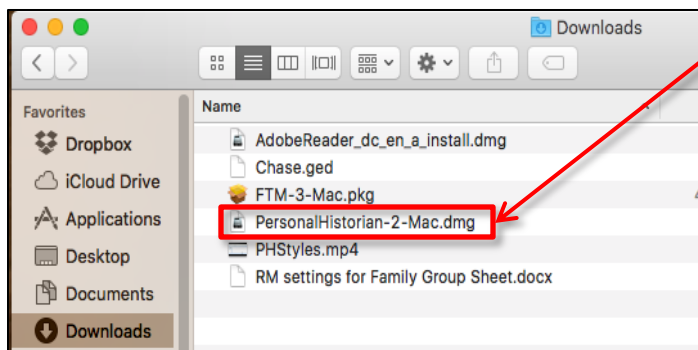 Downloads
Favorites
Dropbox
iCloud Drive
Applications
Desktop
Documents
Downloads
Name
AdobeReader_dc_en_a_install.dmg
Chase.ged
FTM-3-Mac.pkg
PersonalHistorian-2-Mac.dmg
PHStyles.mp4
RM settings for Family Group Sheet.docx